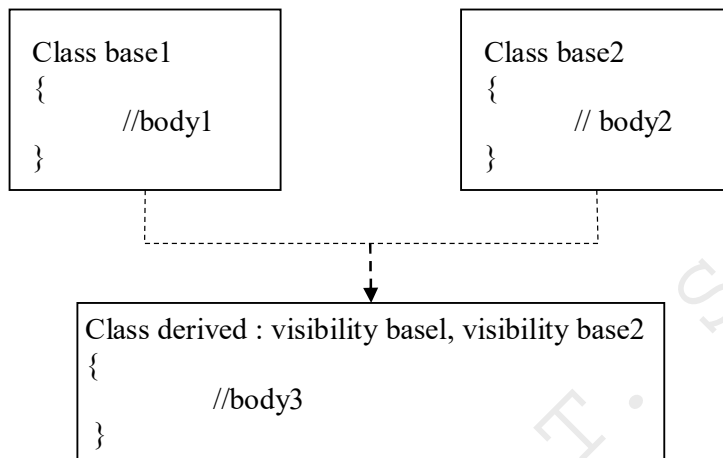 Class base1
{
//body1
}
Class base2
{
// body2
}
Class derived : visibility basel, visibility base2
{
//body3
}
T. S